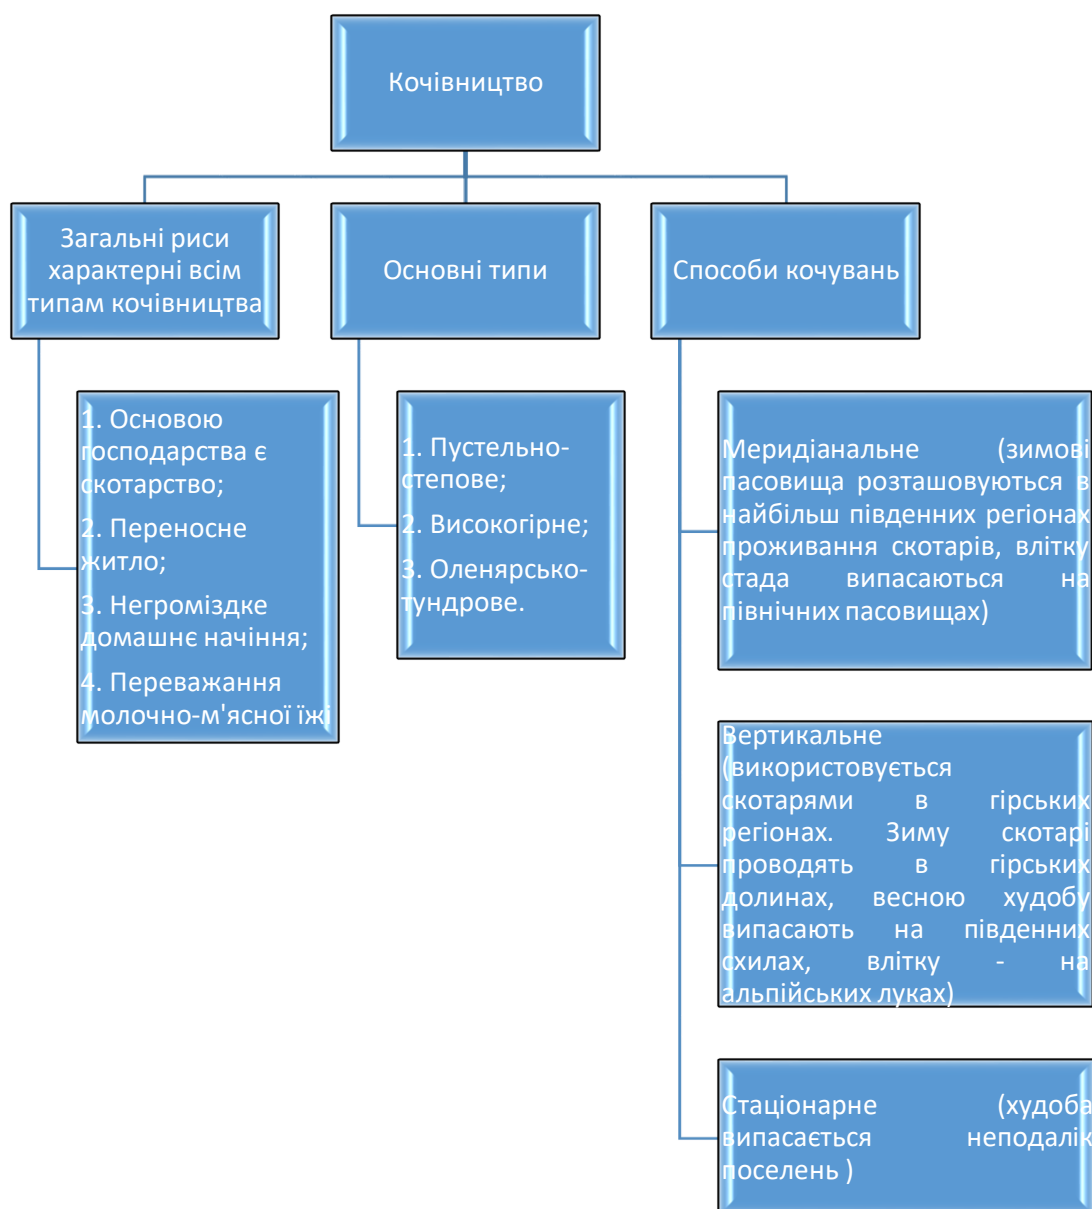 Кочівництво
Загальні риси
характерні всім
типам кочівництва
Основні типи
Способи кочувань
1. Основою
господарства є
скотарство;
2. Переносне
житло;
3. Негроміздке
домашнє начіння;
4. Переважання
молочно-м'ясної їжі
1. Пустельно-
степове;
2. Високогірне;
3. Оленярсько-
тундрове.
Меридіанальне (зимові
пасовища розташовуються в
найбільш південних регіонах
проживання скотарів, влітку
стада випасаються на
північних пасовищах)
Вертикальне
(використовується
скотарями в гірських
регіонах. Зиму скотарі
проводять в гірських
долинах, весною худобу
випасають на південних
схилах, влітку - на
альпійських луках)
Стаціонарне (худоба
випасається неподалік
поселень )